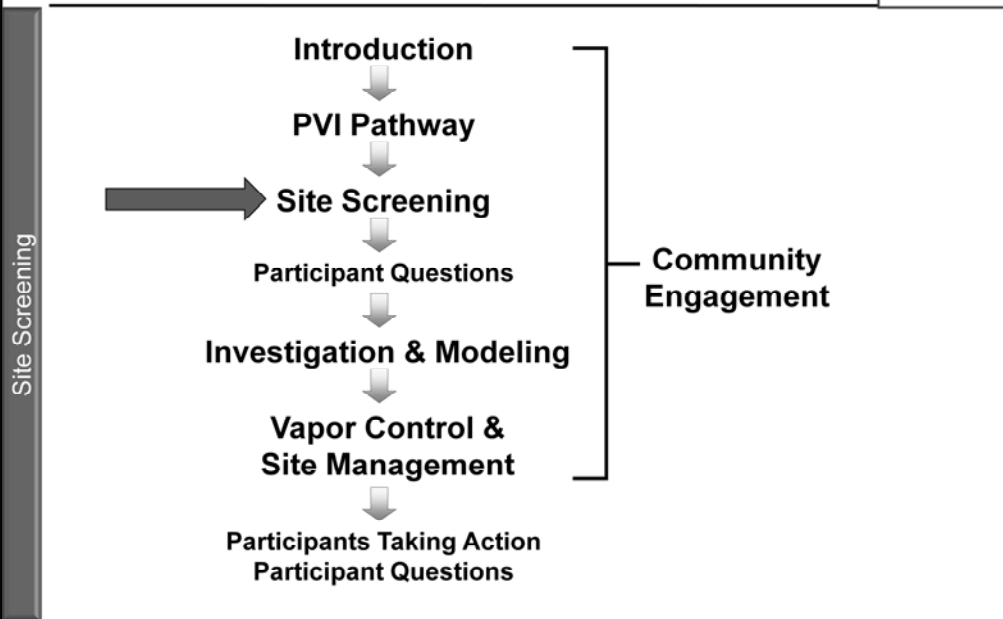 Site Screening
Introduction
PVI Pathway
Site Screening
Participant Questions
Investigation & Modeling
Vapor Control &
Site Management
Participants Taking Action
Participant Questions
Community
Engagement